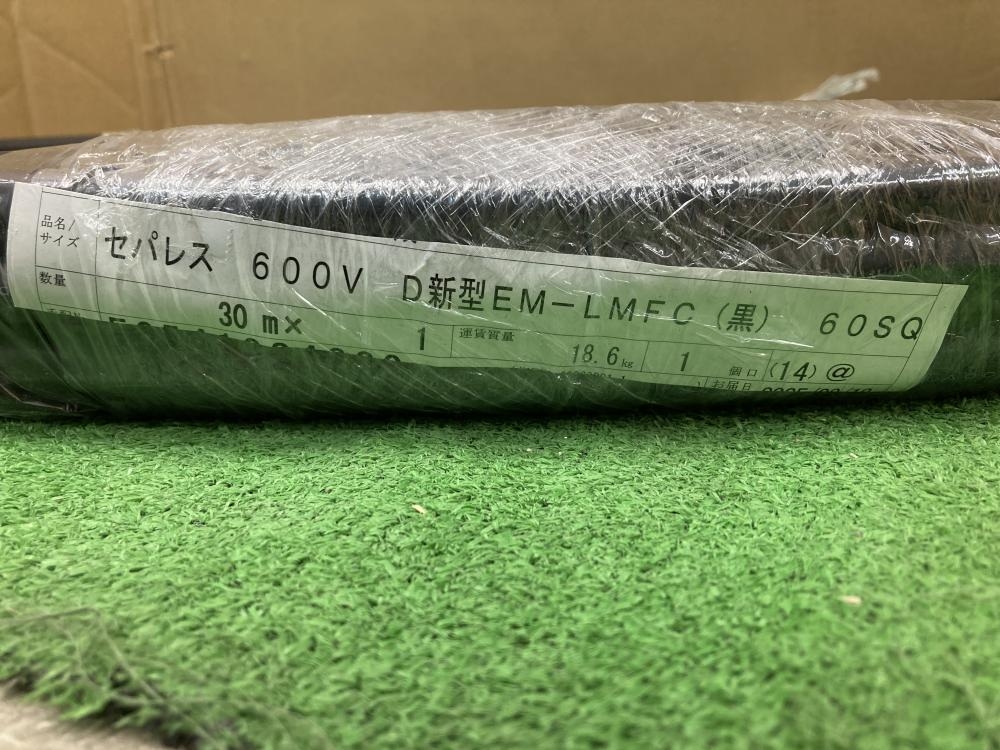 品名/
サイズ
セパレス 600V D新型EM-LMFC(黒) 60SQ
数量
30 m× 1
運賃質量
18.6kg
1 個口 (14) @
お届日